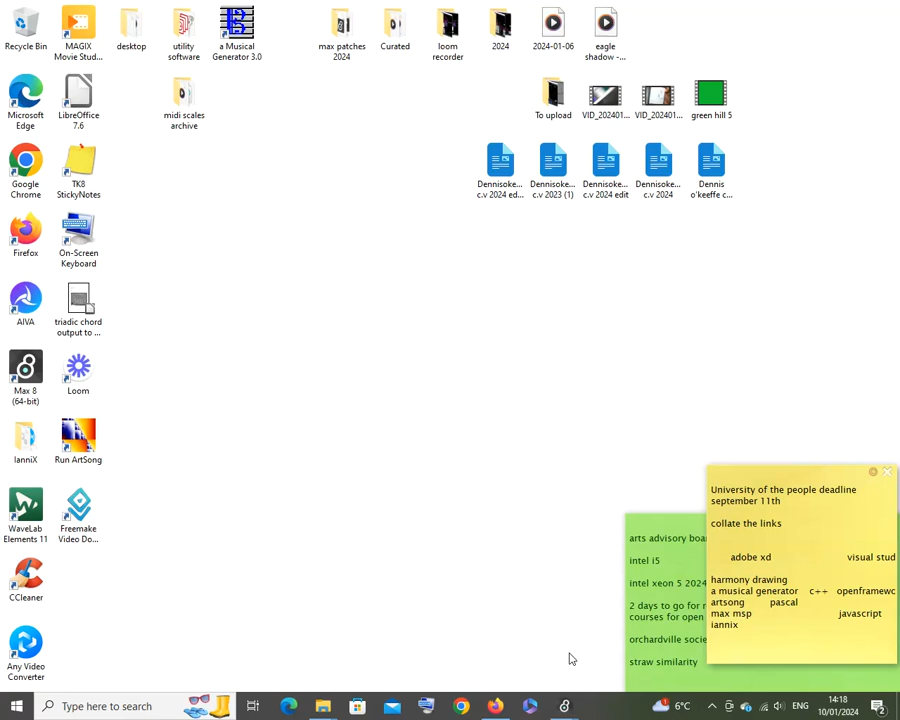 Recycle Bin
MAGIX Movie Stud...
desktop
utility software
a Musical Generator 3.0
max patches 2024
Curated
loom recorder
2024
2024-01-06
eagle shadow -...
Microsoft Edge
LibreOffice 7.6
midi scales archive
To upload
VID_202401...
VID_202401...
green hill 5
Google Chrome
TK8 StickyNotes
Dennisoke... c.v 2024 ed...
Dennisoke... c.v 2023 (1)
Dennisoke... c.v 2024 edit
Dennisoke... c.v 2024
Dennis o'keeffe c...
Firefox
On-Screen Keyboard
AIVA
triadic chord output to ...
Max 8 (64-bit)
Loom
IanniX
Run ArtSong
WaveLab Elements 11
Freemake Video Do...
CCleaner
Any Video Converter
arts advisory boa
intel i5
intel xeon 5 2024
2 days to go for
courses for open
orchardville socie
straw similarity
University of the people deadline
september 11th
collate the links
adobe xd visual stud
harmony drawing
a musical generator c++ openframewc
artsong pascal
max msp javascript
iannix
Type here to search
6°C
ENG
14:18
10/01/2024
2